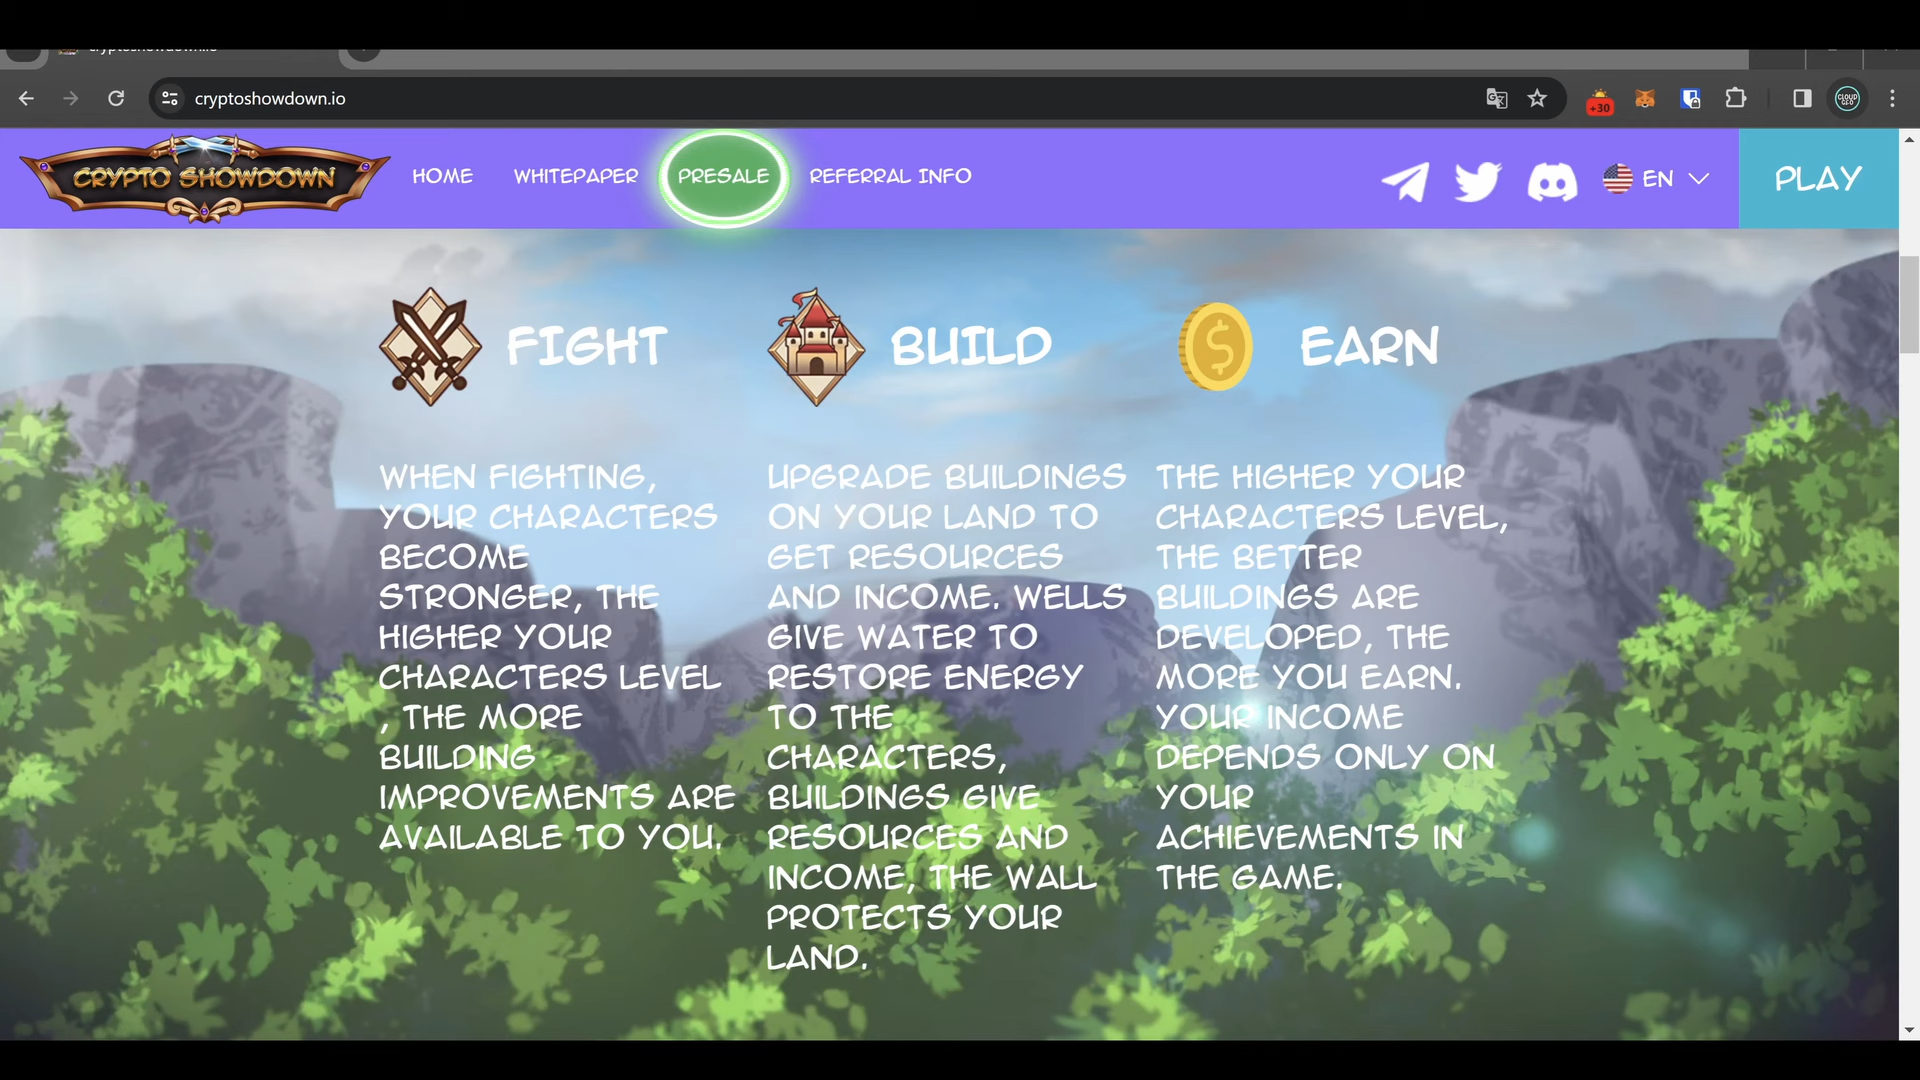 cryptoshowdown.io
+30
CLOUD
GEO
CRYPTO SHOWDOWN
HOME
WHITEPAPER
PRESALE
REFERRAL INFO
EN
PLAY
FIGHT
WHEN FIGHTING,
YOUR CHARACTERS
BECOME
STRONGER, THE
HIGHER YOUR
CHARACTERS LEVEL
, THE MORE
BUILDING
IMPROVEMENTS ARE
AVAILABLE TO YOU.
BUILD
UPGRADE BUILDINGS
ON YOUR LAND TO
GET RESOURCES
AND INCOME. WELLS
GIVE WATER TO
RESTORE ENERGY
TO THE
CHARACTERS,
BUILDINGS GIVE
RESOURCES AND
INCOME, THE WALL
PROTECTS YOUR
LAND.
EARN
THE HIGHER YOUR
CHARACTERS LEVEL,
THE BETTER
BUILDINGS ARE
DEVELOPED, THE
MORE YOU EARN.
YOUR INCOME
DEPENDS ONLY ON
YOUR
ACHIEVEMENTS IN
THE GAME.